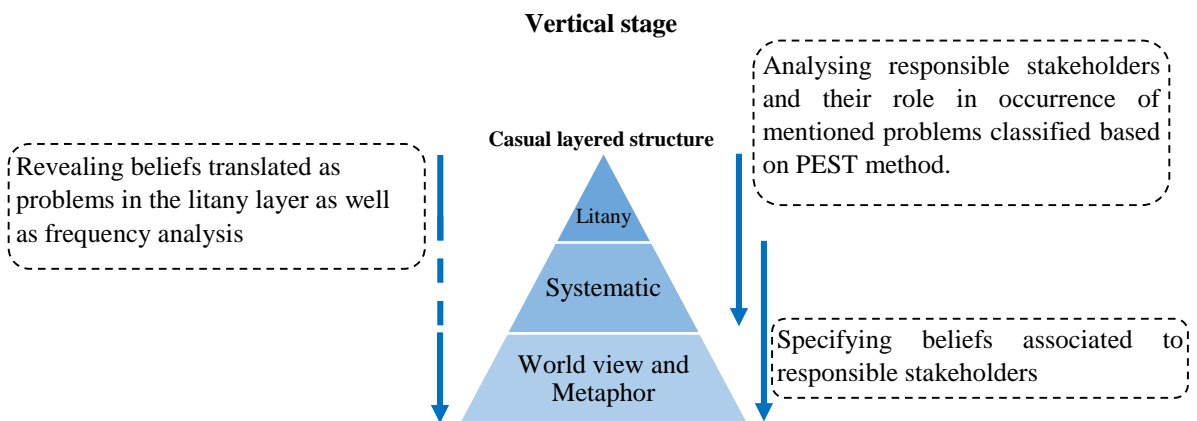 Vertical stage
Analysing responsible stakeholders
and their role in occurrence of
mentioned problems classified based
on PEST method.
Casual layered structure
Revealing beliefs translated as
problems in the litany layer as well
as frequency analysis
Litany
Systematic
World view and
Metaphor
Specifying beliefs associated to
responsible stakeholders